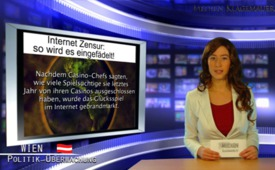 Internet Zensur:
so wird es eingefädelt!
Nachdem Casino-Chefs sagten,
wie viele Spielsüchtige sie letztes
Jahr von ihren Casinos ausgeschlossen
haben, wurde das Glücksspiel
im Internet gebrandmarkt.
WIEN
POLITIK-ÜBERWACHUNG